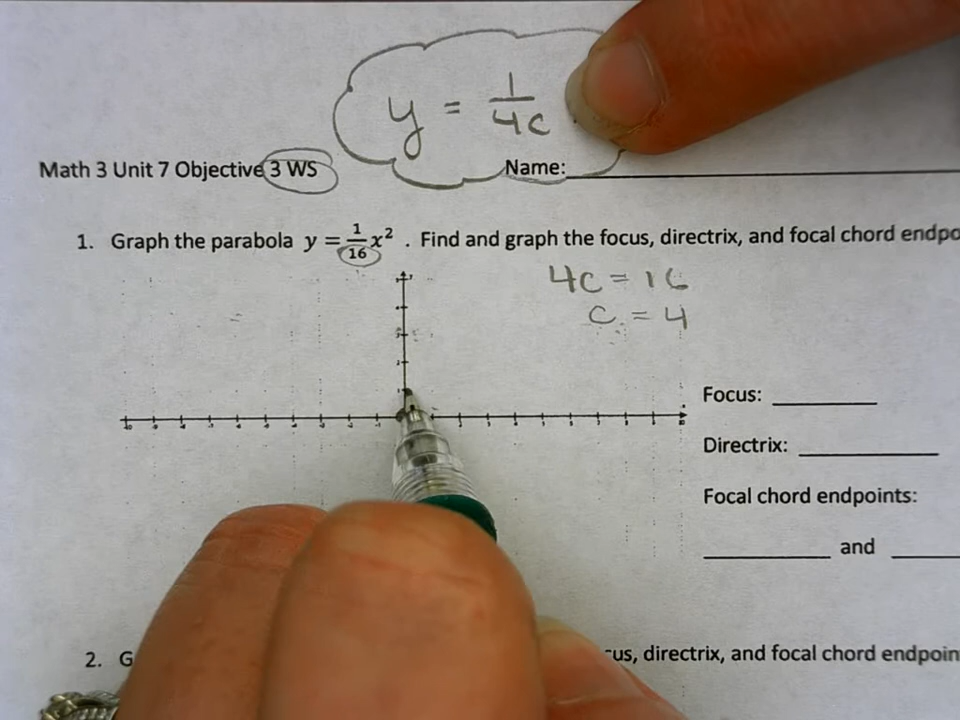 y = 1/4c
Math 3 Unit 7 Objective 3 WS
Name:
1. Graph the parabola y = 1/16 x² . Find and graph the focus, directrix, and focal chord endpo
4c = 16
c = 4
Focus:
Directrix:
Focal chord endpoints:
and
2. G cus, directrix, and focal chord endpoin